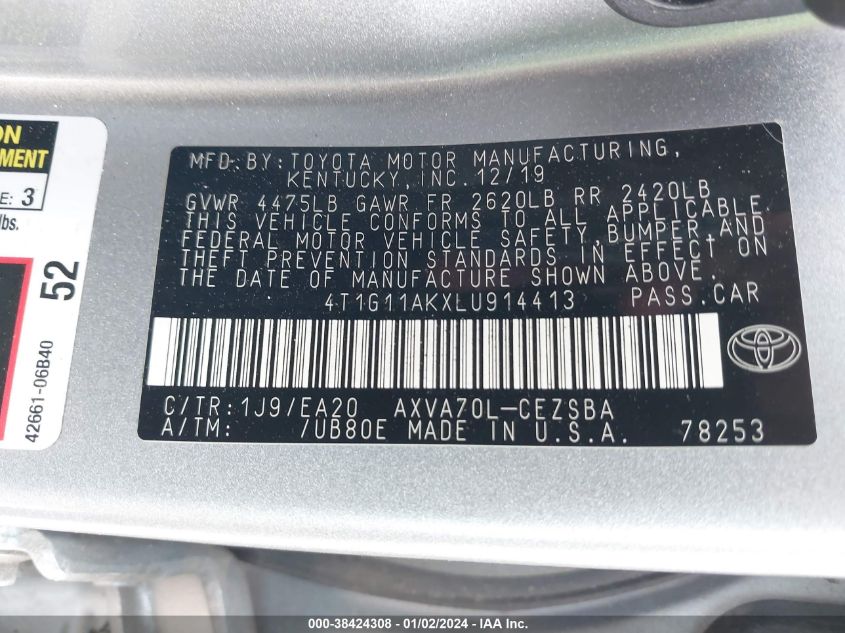 ON
EMENT
E: 3
lbs.
52
42661-06B40
MFD. BY: TOYOTA MOTOR MANUFACTURING,
KENTUCKY, INC. 12/19
GVWR 4475LB GAWR FR 2620LB RR 2420LB
THIS VEHICLE CONFORMS TO ALL APPLICABLE
FEDERAL MOTOR VEHICLE SAFETY, BUMPER, AND
THEFT PREVENTION STANDARDS IN EFFECT ON
THE DATE OF MANUFACTURE SHOWN ABOVE.
4T1G11AKXLU914413 PASS. CAR
C/TR: 1J9/EA20 AXVA70L-CEZSBA
A/TM: /UB80E MADE IN U.S.A. 78253
000-38424308 - 01/02/2024 - IAA Inc.